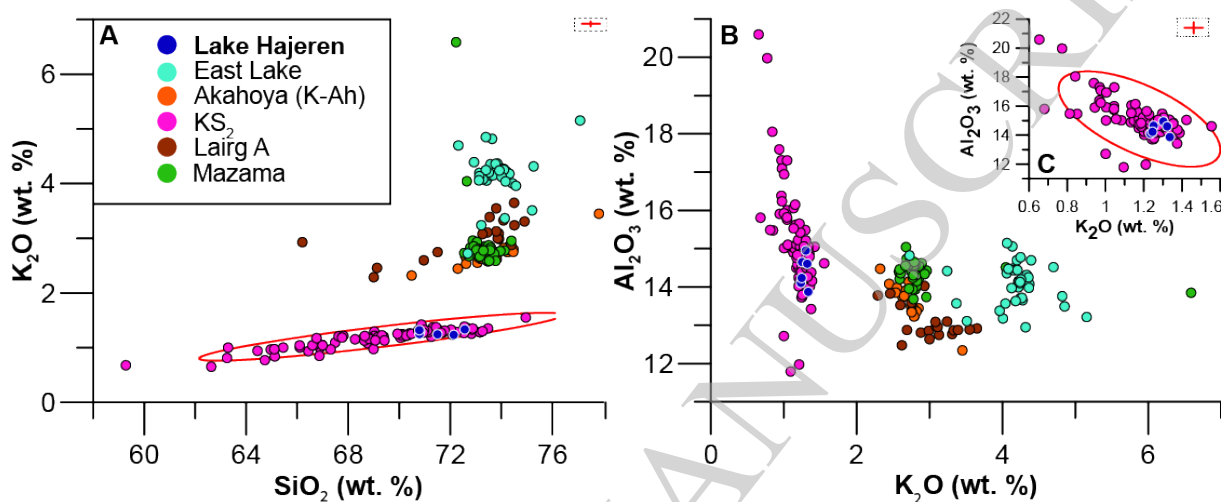 A
Lake Hajeren
East Lake
Akahoya (K-Ah)
KS₂
Lairg A
Mazama
K₂O (wt. %)
6
4
2
0
60 64 68 72 76
SiO₂ (wt. %)
B
Al₂O₃ (wt. %)
20
18
16
14
12
0 2 4 6
K₂O (wt. %)
C
Al₂O₃ (wt. %)
22
20
18
16
14
12
0.6 0.8 1 1.2 1.4 1.6
K₂O (wt. %)
ANUSCRI